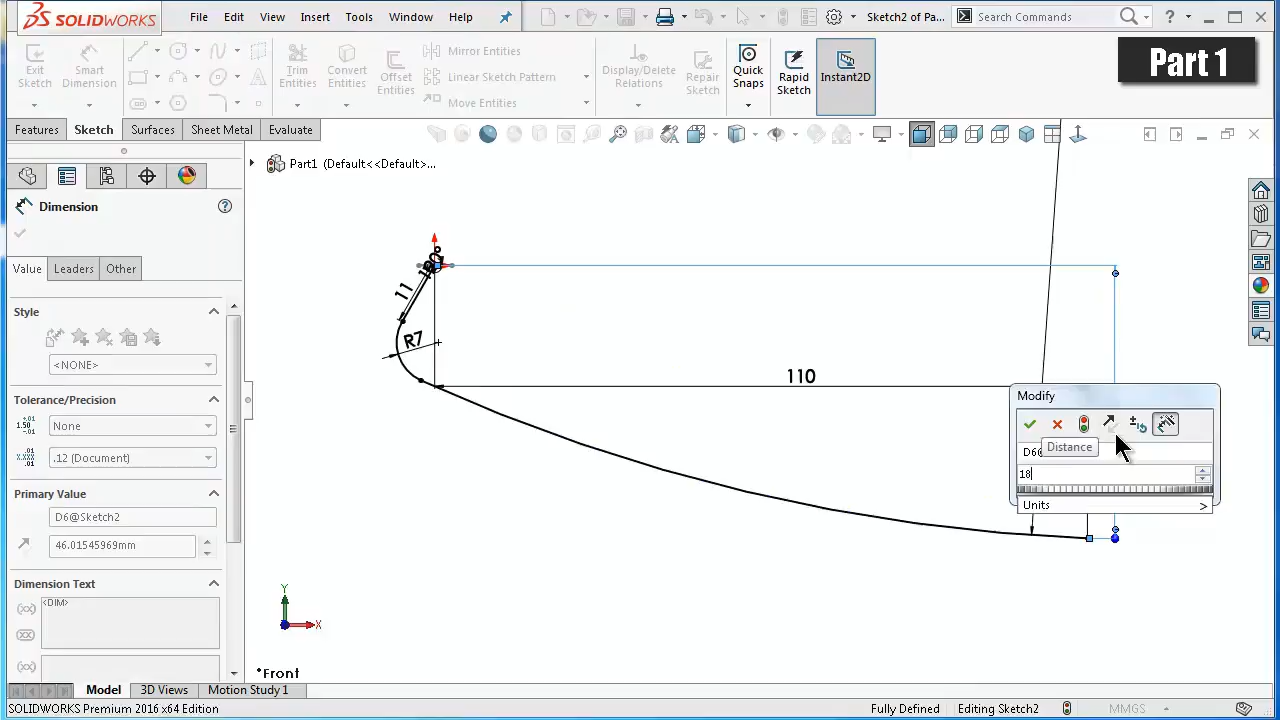 SOLIDWORKS
File
Edit
View
Insert
Tools
Window
Help
Sketch2 of Pa...
Search Commands
?
Part 1
Exit Sketch
Smart Dimension
Trim Entities
Convert Entities
Offset Entities
Mirror Entities
Linear Sketch Pattern
Move Entities
Display/Delete Relations
Repair Sketch
Quick Snaps
Rapid Sketch
Instant2D
Features
Sketch
Surfaces
Sheet Metal
Evaluate
Part1 (Default<<Default>...
Dimension
?
Value
Leaders
Other
Style
<NONE>
Tolerance/Precision
None
.12 (Document)
Primary Value
D6@Sketch2
46.01545969mm
Dimension Text
<DIM>
11
R7
110
Modify
Distance
18
Units
>
Y
X
*Front
Model
3D Views
Motion Study 1
SOLIDWORKS Premium 2016 x64 Edition
Fully Defined
Editing Sketch2
MMGS